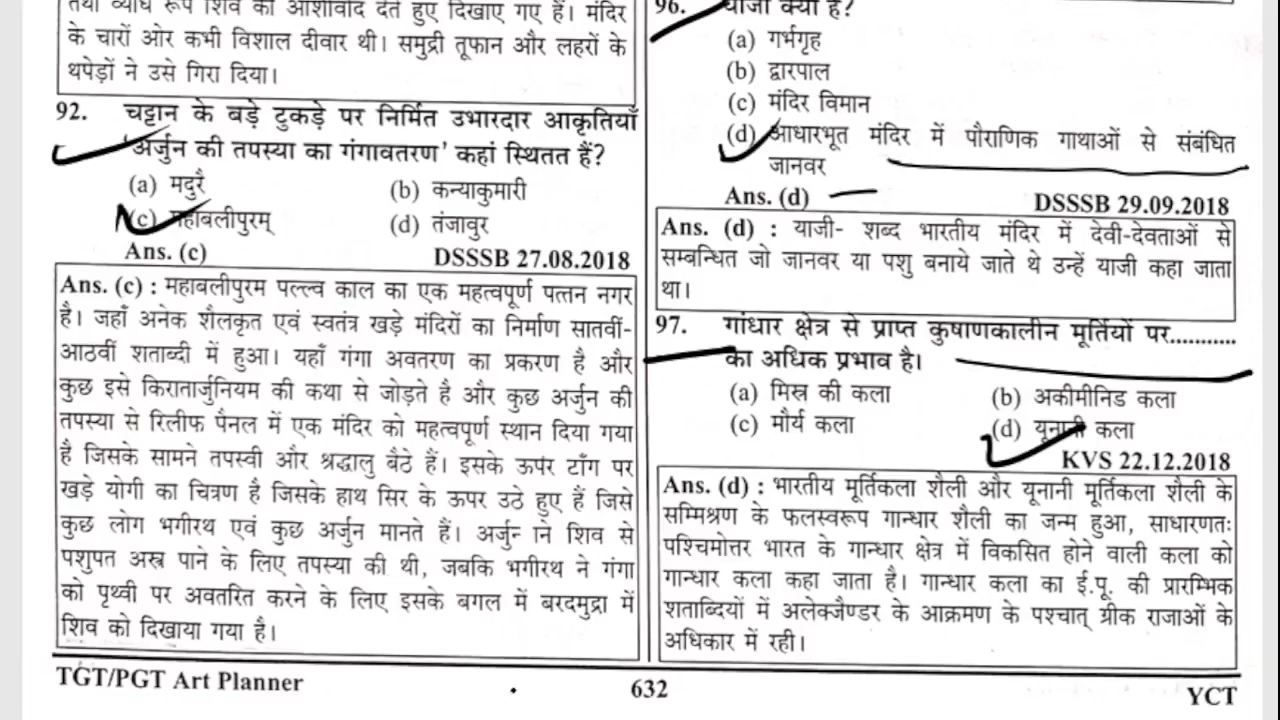 तथा व्याध रूप शिव को आशीर्वाद देते हुए दिखाए गए हैं। मंदिर
के चारों ओर कभी विशाल दीवार थी। समुद्री तूफान और लहरों के
थपेड़ों ने उसे गिरा दिया।
92. चट्टान के बड़े टुकड़े पर निर्मित उभारदार आकृतियाँ
'अर्जुन की तपस्या का गंगावतरण' कहां स्थितत हैं?
(a) मदुरै (b) कन्याकुमारी
(c) महाबलीपुरम् (d) तंजावुर
Ans. (c) DSSSB 27.08.2018
Ans. (c) : महाबलीपुरम पल्ल्व काल का एक महत्वपूर्ण पत्तन नगर
है। जहाँ अनेक शैलकृत एवं स्वतंत्र खड़े मंदिरों का निर्माण सातवीं-
आठवीं शताब्दी में हुआ। यहाँ गंगा अवतरण का प्रकरण है और
कुछ इसे किरातार्जुनियम की कथा से जोड़ते है और कुछ अर्जुन की
तपस्या से रिलीफ पैनल में एक मंदिर को महत्वपूर्ण स्थान दिया गया
है जिसके सामने तपस्वी और श्रद्धालु बैठे हैं। इसके ऊपर टाँग पर
खड़े योगी का चित्रण है जिसके हाथ सिर के ऊपर उठे हुए हैं जिसे
कुछ लोग भगीरथ एवं कुछ अर्जुन मानते हैं। अर्जुन ने शिव से
पशुपत अस्त्र पाने के लिए तपस्या की थी, जबकि भगीरथ ने गंगा
को पृथ्वी पर अवतरित करने के लिए इसके बगल में बरदमुद्रा में
शिव को दिखाया गया है।
96. याजी क्या है?
(a) गर्भगृह
(b) द्वारपाल
(c) मंदिर विमान
(d) आधारभूत मंदिर में पौराणिक गाथाओं से संबंधित
जानवर
Ans. (d) DSSSB 29.09.2018
Ans. (d) : याजी- शब्द भारतीय मंदिर में देवी-देवताओं से
सम्बन्धित जो जानवर या पशु बनाये जाते थे उन्हें याजी कहा जाता
था।
97. गांधार क्षेत्र से प्राप्त कुषाणकालीन मूर्तियों पर...........
का अधिक प्रभाव है।
(a) मिस्त्र की कला (b) अकीमीनिड कला
(c) मौर्य कला (d) यूनानी कला
KVS 22.12.2018
Ans. (d) : भारतीय मूर्तिकला शैली और यूनानी मूर्तिकला शैली के
सम्मिश्रण के फलस्वरूप गान्धार शैली का जन्म हुआ, साधारणतः
पश्चिमोत्तर भारत के गान्धार क्षेत्र में विकसित होने वाली कला को
गान्धार कला कहा जाता है। गान्धार कला का ई.पू. की प्रारम्भिक
शताब्दियों में अलेक्जैण्डर के आक्रमण के पश्चात् ग्रीक राजाओं के
अधिकार में रही।
TGT/PGT Art Planner 632 YCT